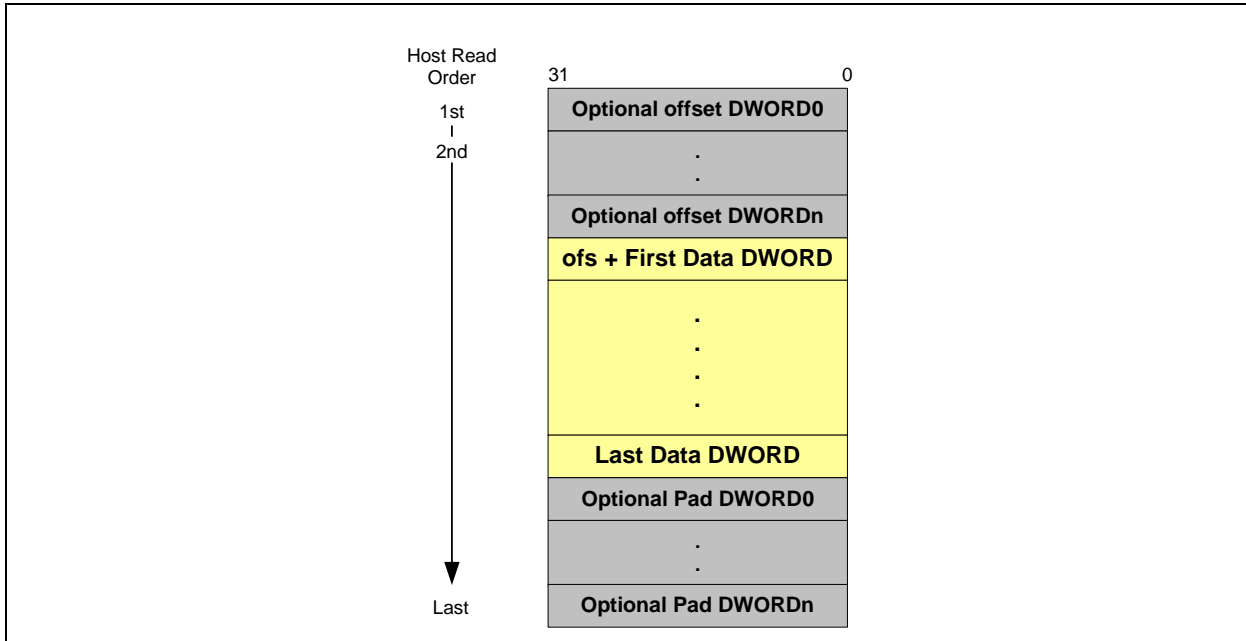 Host Read
Order
31 0
1st
Optional offset DWORD0
2nd
.
.
Optional offset DWORDn
ofs + First Data DWORD
.
.
.
.
Last Data DWORD
Optional Pad DWORD0
.
.
Last
Optional Pad DWORDn